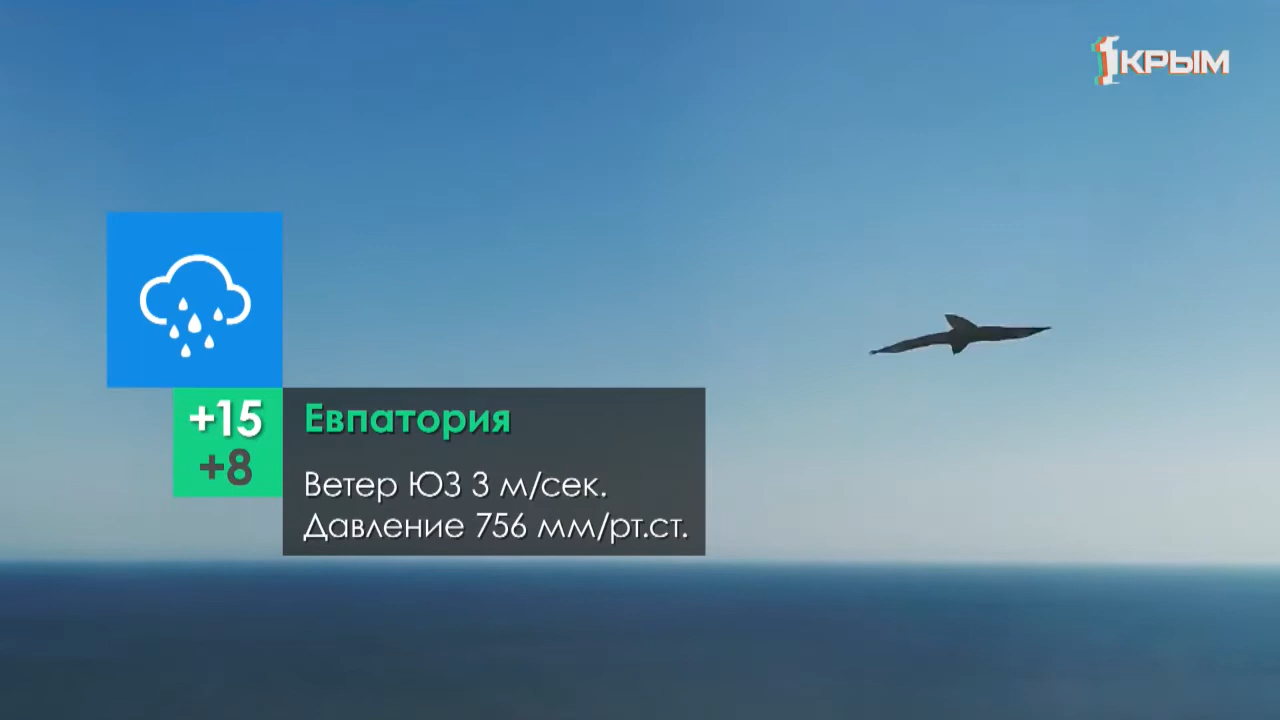 1КРЫМ
+15
+8
Евпатория
Ветер ЮЗ 3 м/сек.
Давление 756 мм/рт.ст.